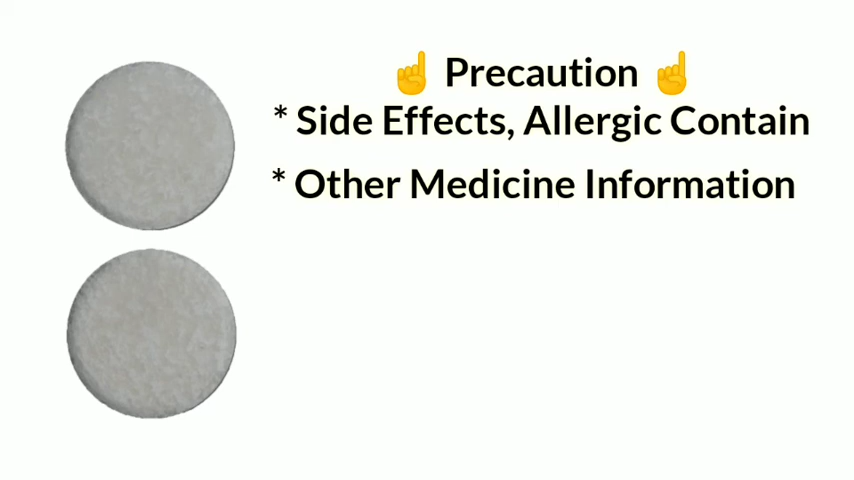 ☝ Precaution ☝
* Side Effects, Allergic Contain
* Other Medicine Information